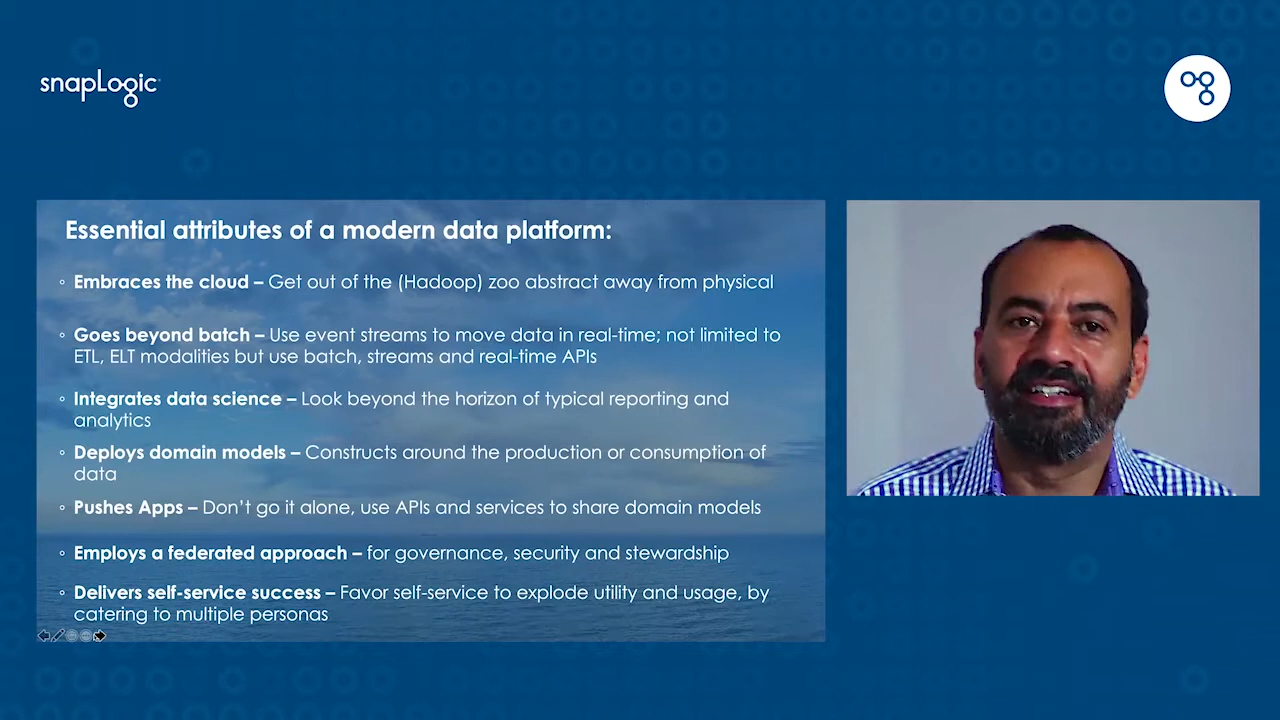 snapLogic
Essential attributes of a modern data platform:
◦ Embraces the cloud – Get out of the (Hadoop) zoo abstract away from physical
◦ Goes beyond batch – Use event streams to move data in real-time; not limited to
ETL, ELT modalities but use batch, streams and real-time APIs
◦ Integrates data science – Look beyond the horizon of typical reporting and
analytics
◦ Deploys domain models – Constructs around the production or consumption of
data
◦ Pushes Apps – Don’t go it alone, use APIs and services to share domain models
◦ Employs a federated approach – for governance, security and stewardship
◦ Delivers self-service success – Favor self-service to explode utility and usage, by
catering to multiple personas